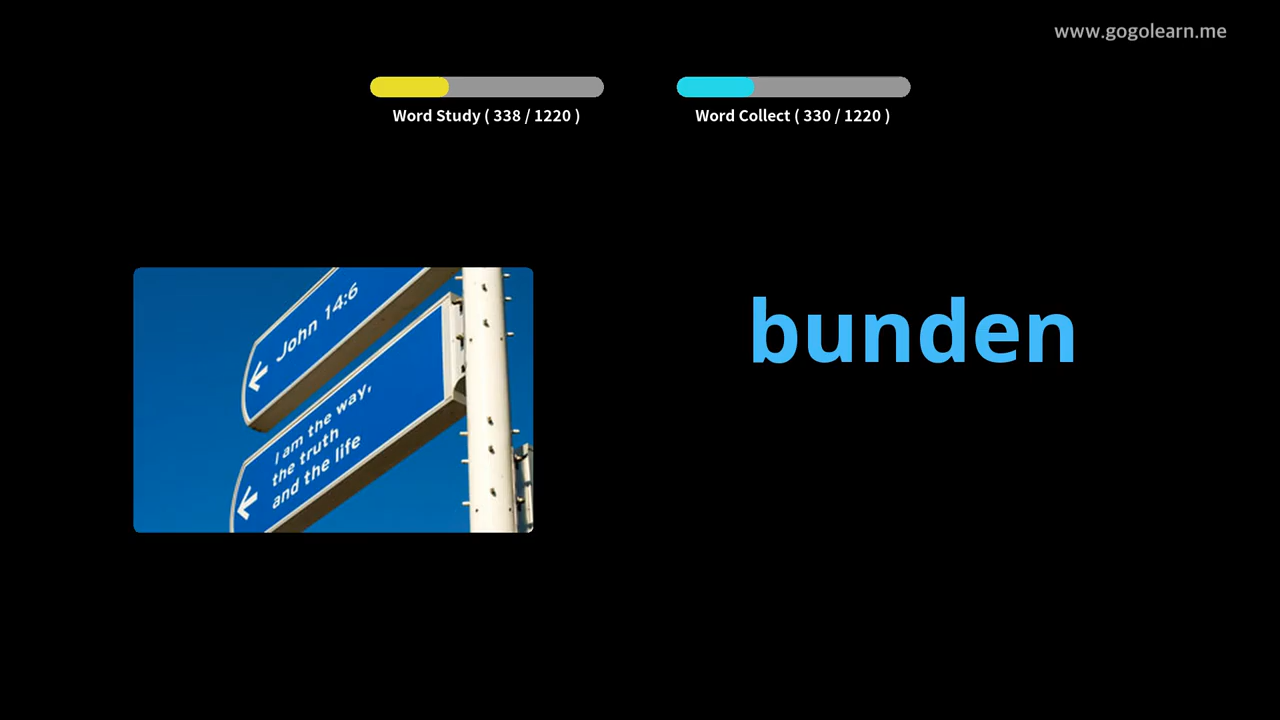 www.gogolearn.me
Word Study ( 338 / 1220 )
Word Collect ( 330 / 1220 )
John 14:6
I am the way,
the truth
and the life
bunden